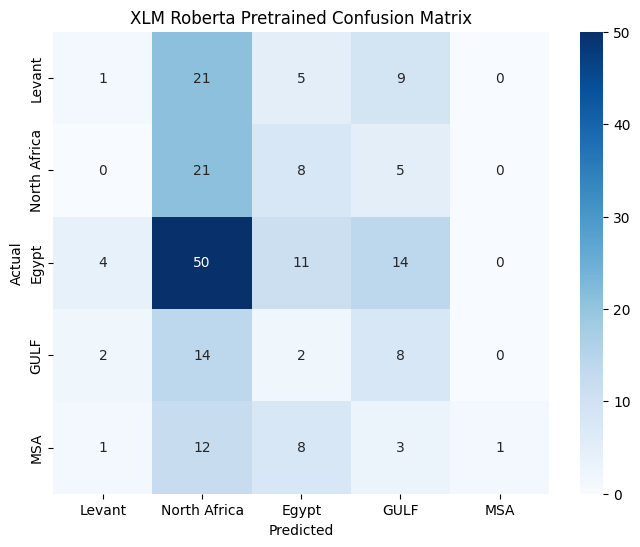 XLM Roberta Pretrained Confusion Matrix
Actual
Levant 1 21 5 9 0
North Africa 0 21 8 5 0
Egypt 4 50 11 14 0
GULF 2 14 2 8 0
MSA 1 12 8 3 1
Levant North Africa Egypt GULF MSA
Predicted
50
40
30
20
10
0